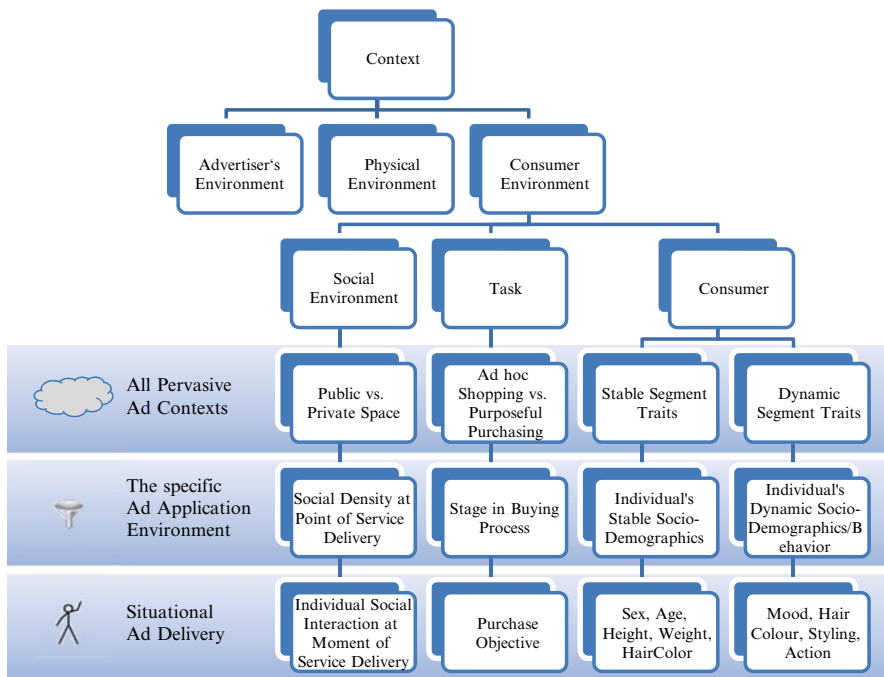 Context
Advertiser‘s
Environment
Physical
Environment
Consumer
Environment
Social
Environment
Task
Consumer
All Pervasive
Ad Contexts
Public vs.
Private Space
Ad hoc
Shopping vs.
Purposeful
Purchasing
Stable Segment
Traits
Dynamic
Segment Traits
The specific
Ad Application
Environment
Social Density at
Point of Service
Delivery
Stage in Buying
Process
Individual's
Stable Socio-
Demographics
Individual's
Dynamic Socio-
Demographics/B
ehavior
Situational
Ad Delivery
Individual Social
Interaction at
Moment of
Service Delivery
Purchase
Objective
Sex, Age,
Height, Weight,
HairColor
Mood, Hair
Colour, Styling,
Action